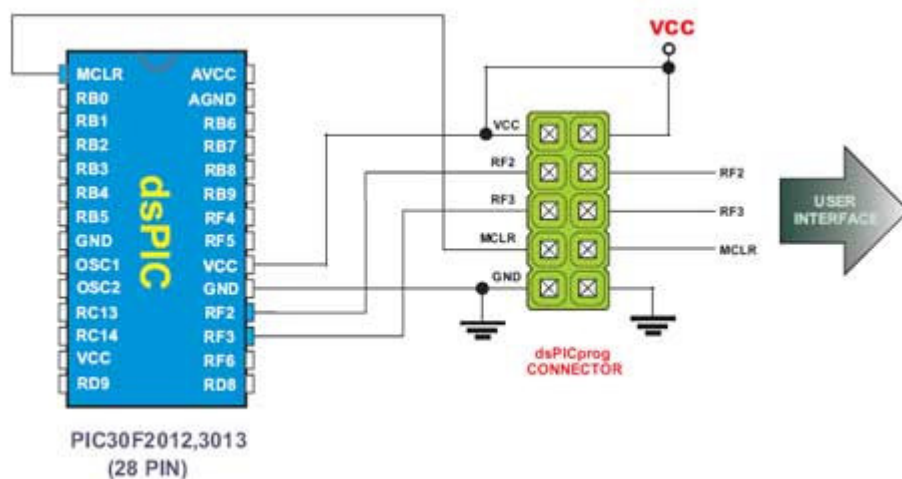 VCC
MCLR
RB0
RB1
RB2
RB3
RB4
RB5
GND
OSC1
OSC2
RC13
RC14
VCC
RD9
dsPIC
AVCC
AGND
RB6
RB7
RB8
RB9
RF4
RF5
VCC
GND
RF2
RF3
RF6
RD8
PIC30F2012,3013
(28 PIN)
VCC
RF2
RF3
MCLR
GND
dsPICprog
CONNECTOR
RF2
RF3
MCLR
USER
INTERFACE